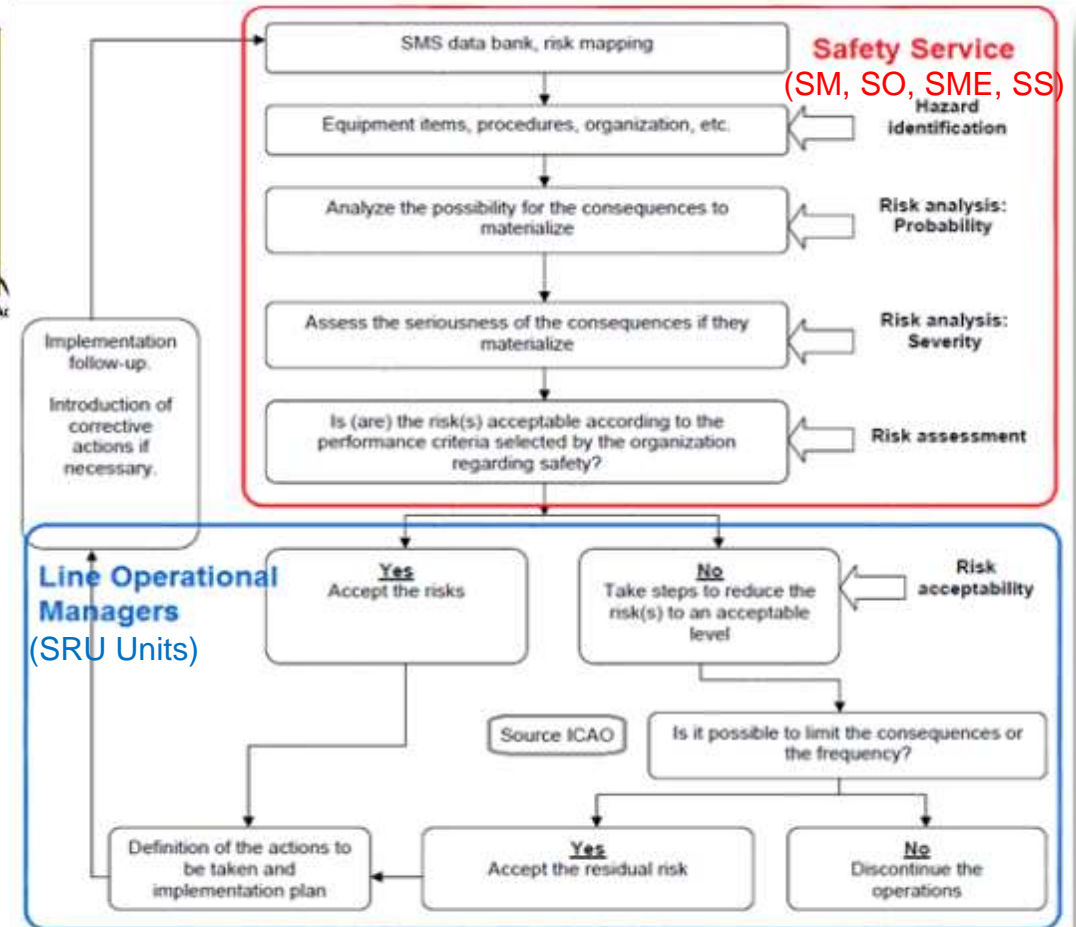 SMS data bank, risk mapping
Safety Service
(SM, SO, SME, SS)
Equipment items, procedures, organization, etc.
Hazard
identification
Analyze the possibility for the consequences to
materialize
Risk analysis:
Probability
Assess the seriousness of the consequences if they
materialize
Risk analysis:
Severity
Implementation
follow-up.
Introduction of
corrective
actions if
necessary.
Is (are) the risk(s) acceptable according to the
performance criteria selected by the organization
regarding safety?
Risk assessment
Line Operational
Managers
(SRU Units)
Yes
Accept the risks
No
Take steps to reduce the
risk(s) to an acceptable
level
Risk
acceptability
Source ICAO
Is it possible to limit the consequences or
the frequency?
Definition of the actions to
be taken and
implementation plan
Yes
Accept the residual risk
No
Discontinue the
operations